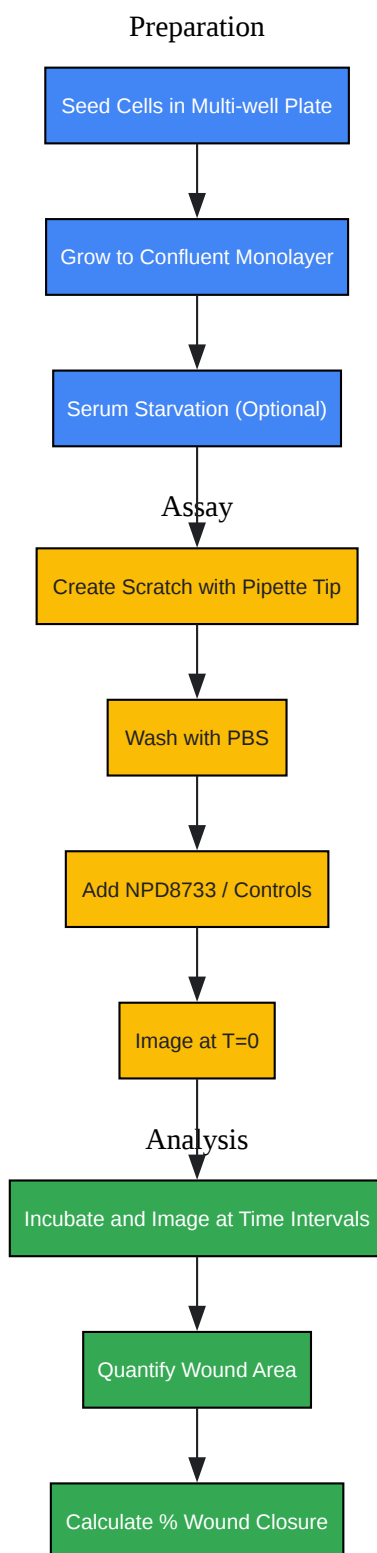 Preparation
Seed Cells in Multi-well Plate
Grow to Confluent Monolayer
Serum Starvation (Optional)
Assay
Create Scratch with Pipette Tip
Wash with PBS
Add NPD8733 / Controls
Image at T=0
Analysis
Incubate and Image at Time Intervals
Quantify Wound Area
Calculate % Wound Closure